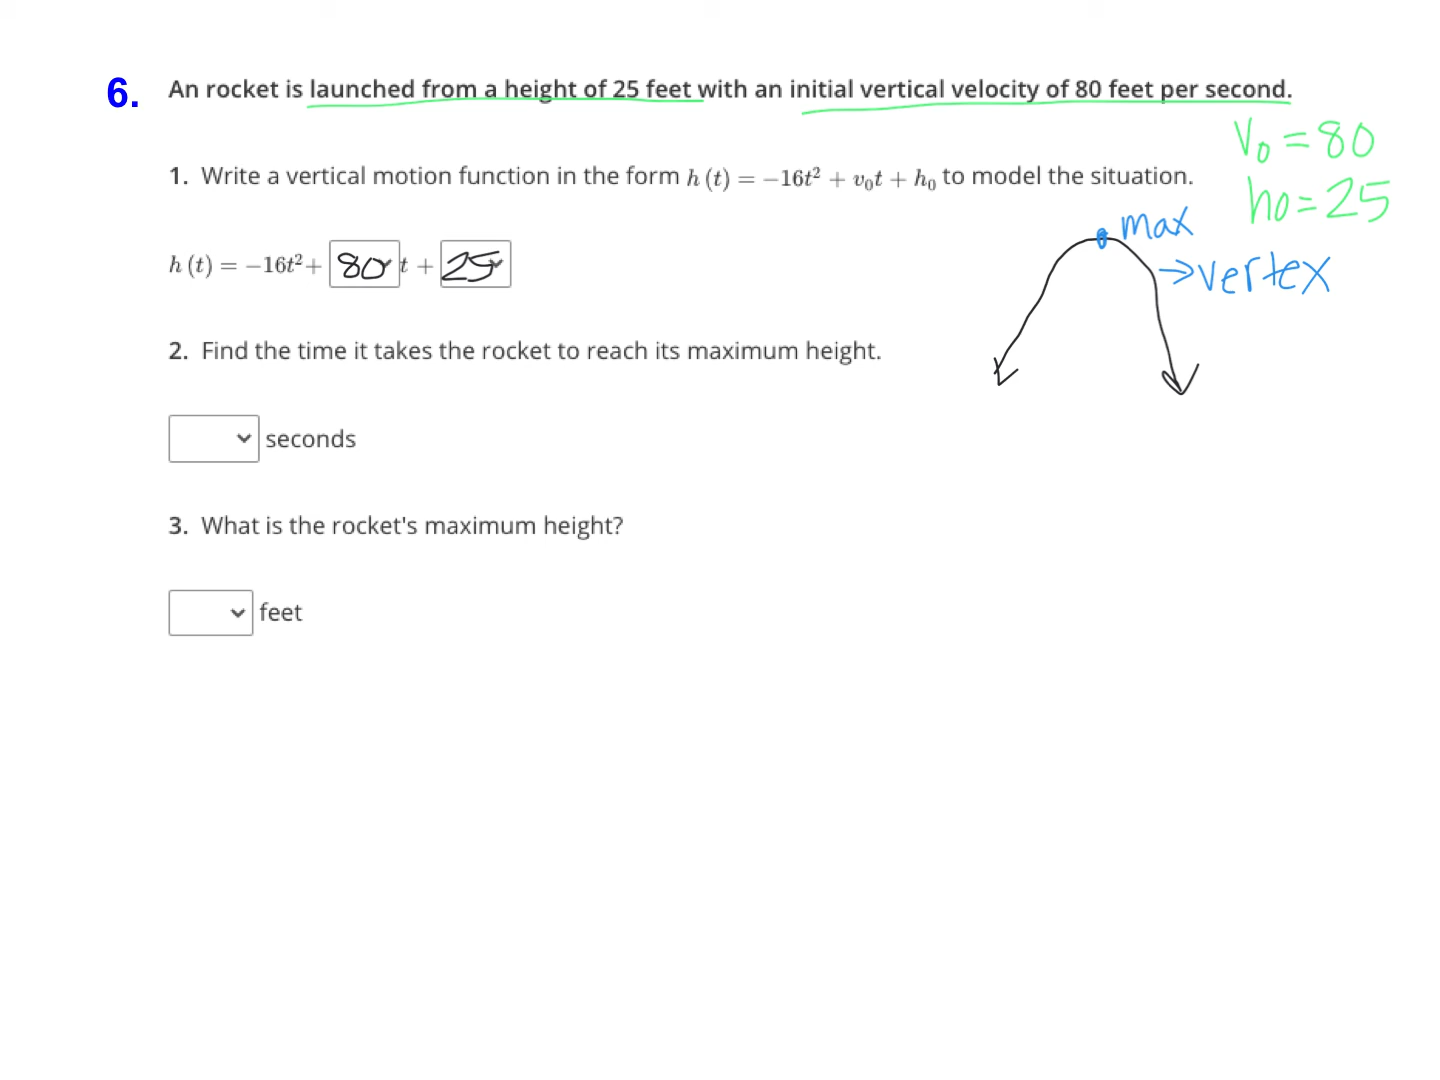 6. An rocket is launched from a height of 25 feet with an initial vertical velocity of 80 feet per second.
V₀ = 80
1. Write a vertical motion function in the form h (t) = −16t² + v₀t + h₀ to model the situation.
h0 = 25
max
h (t) = −16t² + 80 t + 25
→ vertex
2. Find the time it takes the rocket to reach its maximum height.
seconds
3. What is the rocket's maximum height?
feet